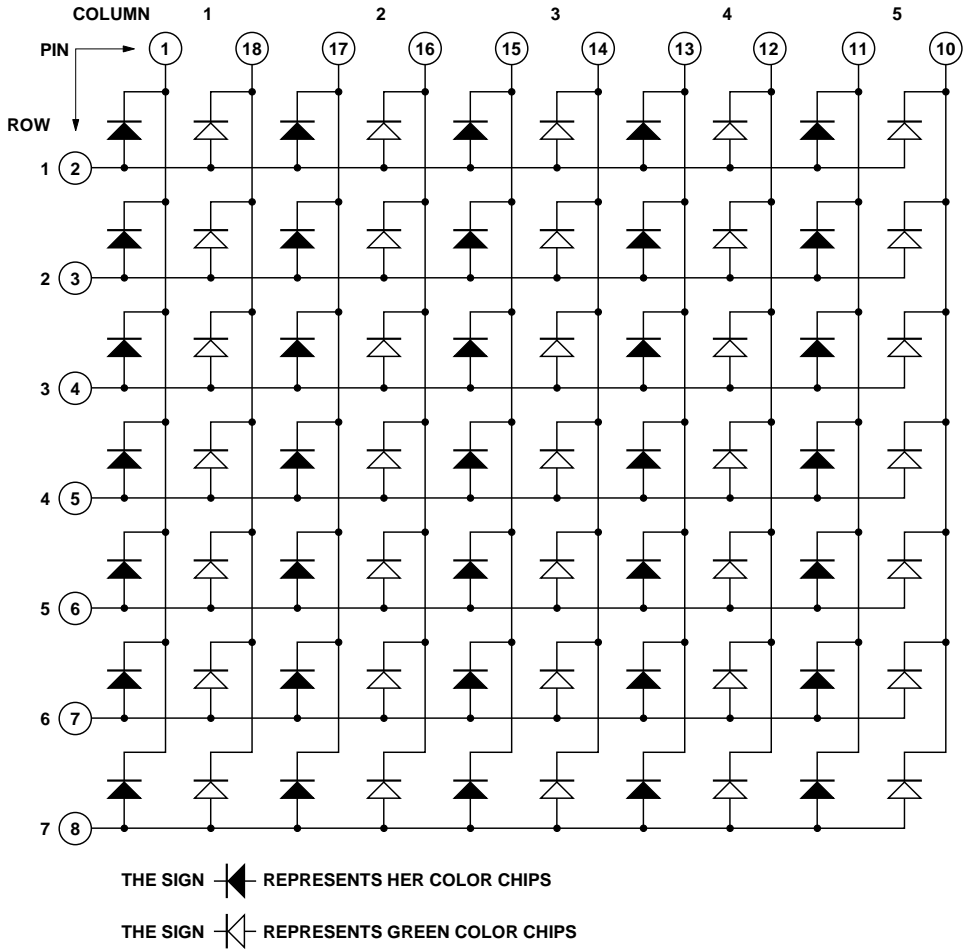 COLUMN 1 2 3 4 5
PIN 1 18 17 16 15 14 13 12 11 10
ROW
1 2
2 3
3 4
4 5
5 6
6 7
7 8
THE SIGN REPRESENTS HER COLOR CHIPS
THE SIGN REPRESENTS GREEN COLOR CHIPS